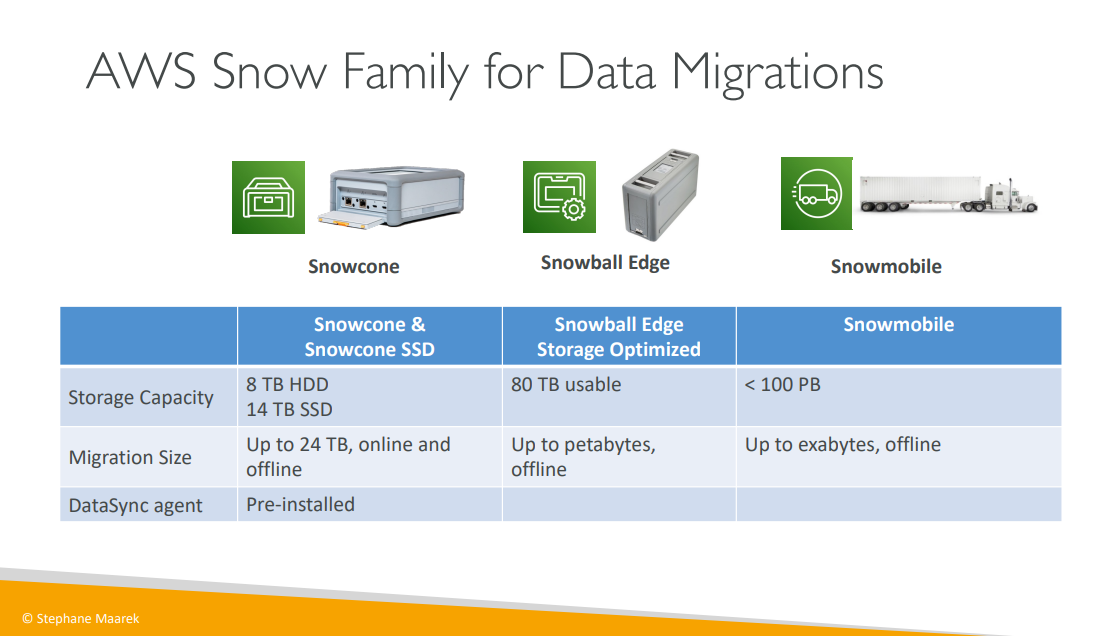 AWS Snow Family for Data Migrations
Snowcone
Snowball Edge
Snowmobile
Snowcone &
Snowcone SSD
Snowball Edge
Storage Optimized
Snowmobile
Storage Capacity
8 TB HDD
14 TB SSD
80 TB usable
< 100 PB
Migration Size
Up to 24 TB, online and
offline
Up to petabytes,
offline
Up to exabytes, offline
DataSync agent
Pre-installed
© Stephane Maarek